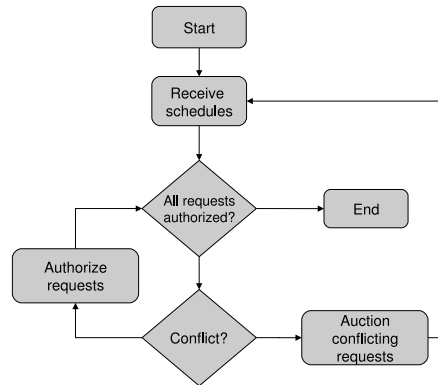 Start
Receive
schedules
All requests
authorized?
End
Authorize
requests
Conflict?
Auction
conflicting
requests